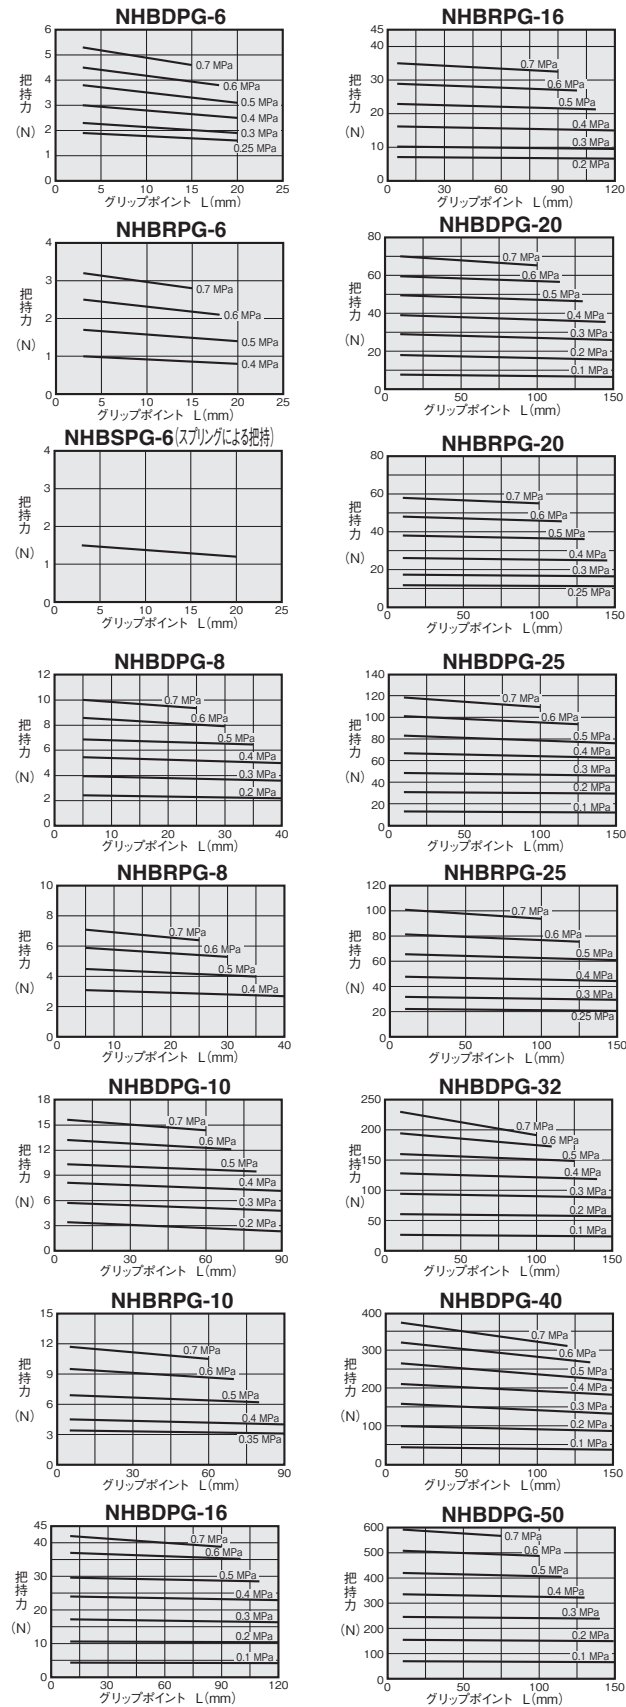 NHBDPG-6
6
5
4
3
2
1
0
把持力
(N)
0.7 MPa
0.6 MPa
0.5 MPa
0.4 MPa
0.3 MPa
0.25 MPa
0 5 10 15 20 25
グリップポイント L(mm)
NHBRPG-6
4
3
2
1
0
把持力
(N)
0.7 MPa
0.6 MPa
0.5 MPa
0.4 MPa
0 5 10 15 20 25
グリップポイント L(mm)
NHBSPG-6(スプリングによる把持)
4
3
2
1
0
把持力
(N)
0 5 10 15 20 25
グリップポイント L(mm)
NHBDPG-8
12
10
8
6
4
2
0
把持力
(N)
0.7 MPa
0.6 MPa
0.5 MPa
0.4 MPa
0.3 MPa
0.2 MPa
0 10 20 30 40
グリップポイント L(mm)
NHBRPG-8
10
8
6
4
2
0
把持力
(N)
0.7 MPa
0.6 MPa
0.5 MPa
0.4 MPa
0 10 20 30 40
グリップポイント L(mm)
NHBDPG-10
18
15
12
9
6
3
0
把持力
(N)
0.7 MPa
0.6 MPa
0.5 MPa
0.4 MPa
0.3 MPa
0.2 MPa
0 30 60 90
グリップポイント L(mm)
NHBRPG-10
15
12
9
6
3
0
把持力
(N)
0.7 MPa
0.6 MPa
0.5 MPa
0.4 MPa
0.35 MPa
0 30 60 90
グリップポイント L(mm)
NHBDPG-16
45
40
30
20
10
0
把持力
(N)
0.7 MPa
0.6 MPa
0.5 MPa
0.4 MPa
0.3 MPa
0.2 MPa
0.1 MPa
0 30 60 90 120
グリップポイント L(mm)
NHBRPG-16
45
40
30
20
10
0
把持力
(N)
0.7 MPa
0.6 MPa
0.5 MPa
0.4 MPa
0.3 MPa
0.2 MPa
0 30 60 90 120
グリップポイント L(mm)
NHBDPG-20
80
60
40
20
0
把持力
(N)
0.7 MPa
0.6 MPa
0.5 MPa
0.4 MPa
0.3 MPa
0.2 MPa
0.1 MPa
0 50 100 150
グリップポイント L(mm)
NHBRPG-20
80
60
40
20
0
把持力
(N)
0.7 MPa
0.6 MPa
0.5 MPa
0.4 MPa
0.3 MPa
0.25 MPa
0 50 100 150
グリップポイント L(mm)
NHBDPG-25
140
120
100
80
60
40
20
0
把持力
(N)
0.7 MPa
0.6 MPa
0.5 MPa
0.4 MPa
0.3 MPa
0.2 MPa
0.1 MPa
0 50 100 150
グリップポイント L(mm)
NHBRPG-25
120
100
80
60
40
20
0
把持力
(N)
0.7 MPa
0.6 MPa
0.5 MPa
0.4 MPa
0.3 MPa
0.25 MPa
0 50 100 150
グリップポイント L(mm)
NHBDPG-32
250
200
150
100
50
0
把持力
(N)
0.7 MPa
0.6 MPa
0.5 MPa
0.4 MPa
0.3 MPa
0.2 MPa
0.1 MPa
0 50 100 150
グリップポイント L(mm)
NHBDPG-40
400
300
200
100
0
把持力
(N)
0.7 MPa
0.6 MPa
0.5 MPa
0.4 MPa
0.3 MPa
0.2 MPa
0.1 MPa
0 50 100 150
グリップポイント L(mm)
NHBDPG-50
600
500
400
300
200
100
0
把持力
(N)
0.7 MPa
0.6 MPa
0.5 MPa
0.4 MPa
0.3 MPa
0.2 MPa
0.1 MPa
0 50 100 150
グリップポイント L(mm)